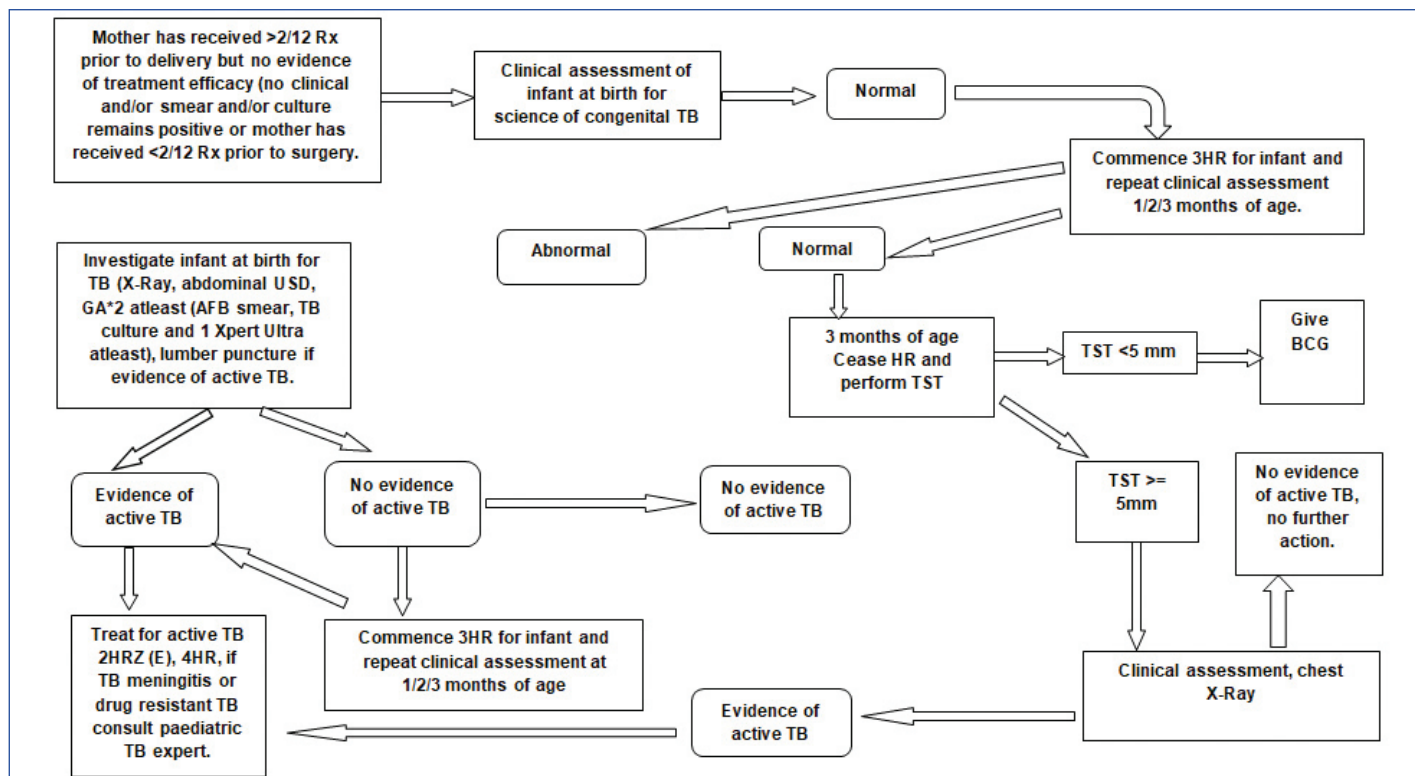 Mother has received >2/12 Rx
prior to delivery but no evidence
of treatment efficacy (no clinical
and/or smear and/or culture
remains positive or mother has
received <2/12 Rx prior to surgery.
Clinical assessment of
infant at birth for
science of congenital TB
Normal
Commence 3HR for infant and
repeat clinical assessment
1/2/3 months of age.
Abnormal
Normal
Investigate infant at birth for
TB (X-Ray, abdominal USD,
GA*2 atleast (AFB smear, TB
culture and 1 Xpert Ultra
atleast), lumber puncture if
evidence of active TB.
3 months of age
Cease HR and
perform TST
TST <5 mm
Give
BCG
Evidence of
active TB
No evidence
of active TB
No evidence
of active TB
TST >=
5mm
No evidence
of active TB,
no further
action.
Treat for active TB
2HRZ (E), 4HR, if
TB meningitis or
drug resistant TB
consult paediatric
TB expert.
Commence 3HR for infant and
repeat clinical assessment at
1/2/3 months of age
Evidence of
active TB
Clinical assessment, chest
X-Ray